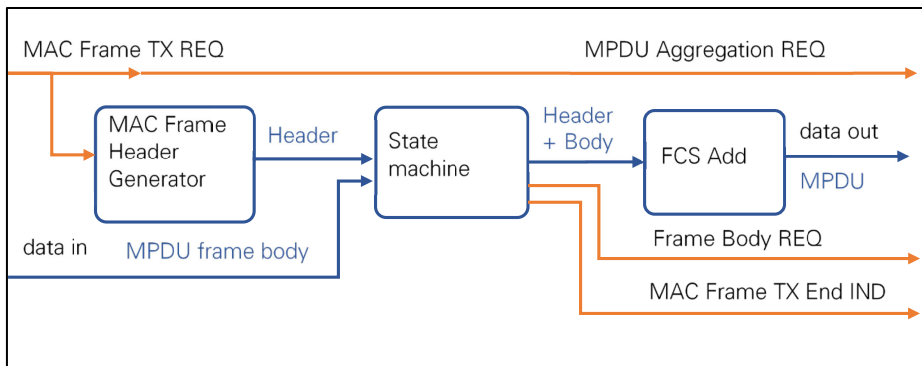 MAC Frame TX REQ
MPDU Aggregation REQ
MAC Frame
Header
Generator
Header
State
machine
Header
+ Body
FCS Add
data out
MPDU
data in
MPDU frame body
Frame Body REQ
MAC Frame TX End IND